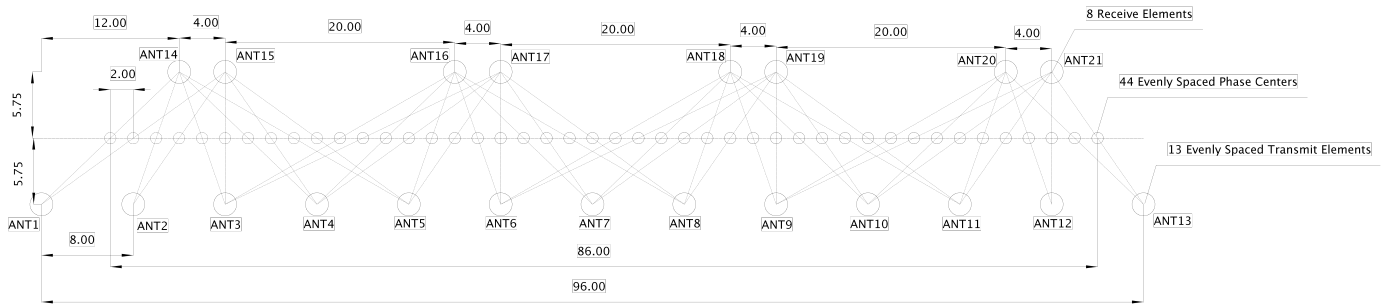 8 Receive Elements
12.00
4.00
20.00
4.00
20.00
4.00
20.00
4.00
ANT14
ANT15
ANT16
ANT17
ANT18
ANT19
ANT20
ANT21
2.00
44 Evenly Spaced Phase Centers
5.75
13 Evenly Spaced Transmit Elements
5.75
ANT1
ANT2
ANT3
ANT4
ANT5
ANT6
ANT7
ANT8
ANT9
ANT10
ANT11
ANT12
ANT13
8.00
86.00
96.00